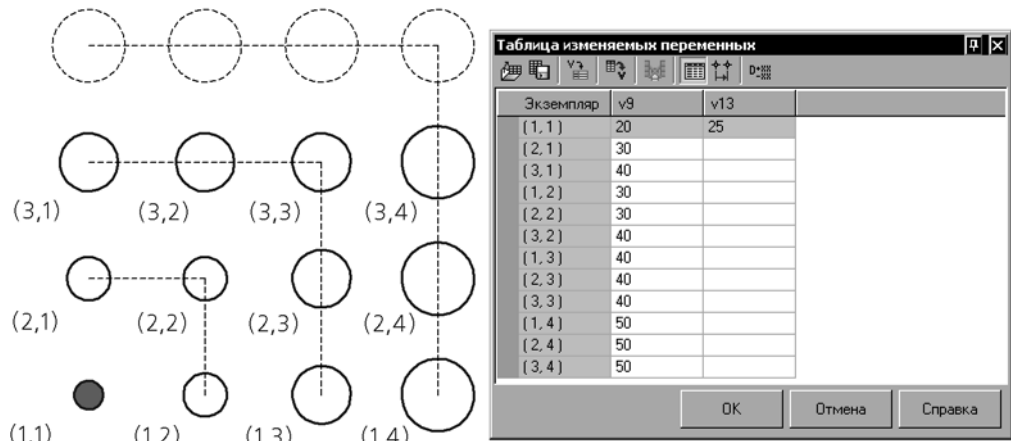 (3,1) (3,2) (3,3) (3,4)
(2,1) (2,2) (2,3) (2,4)
(1,1) (1,2) (1,3) (1,4)
Таблица изменяемых переменных
Экземпляр v9 v13
(1,1) 20 25
(2,1) 30
(3,1) 40
(1,2) 30
(2,2) 30
(3,2) 40
(1,3) 40
(2,3) 40
(3,3) 40
(1,4) 50
(2,4) 50
(3,4) 50
OK Отмена Справка